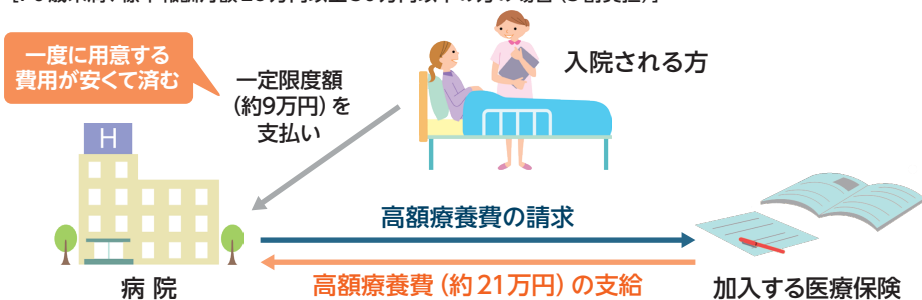 一度に用意する
費用が安くて済む
一定限度額
(約9万円)を
支払い
入院される方
H
高額療養費の請求
病院
高額療養費(約21万円)の支給
加入する医療保険